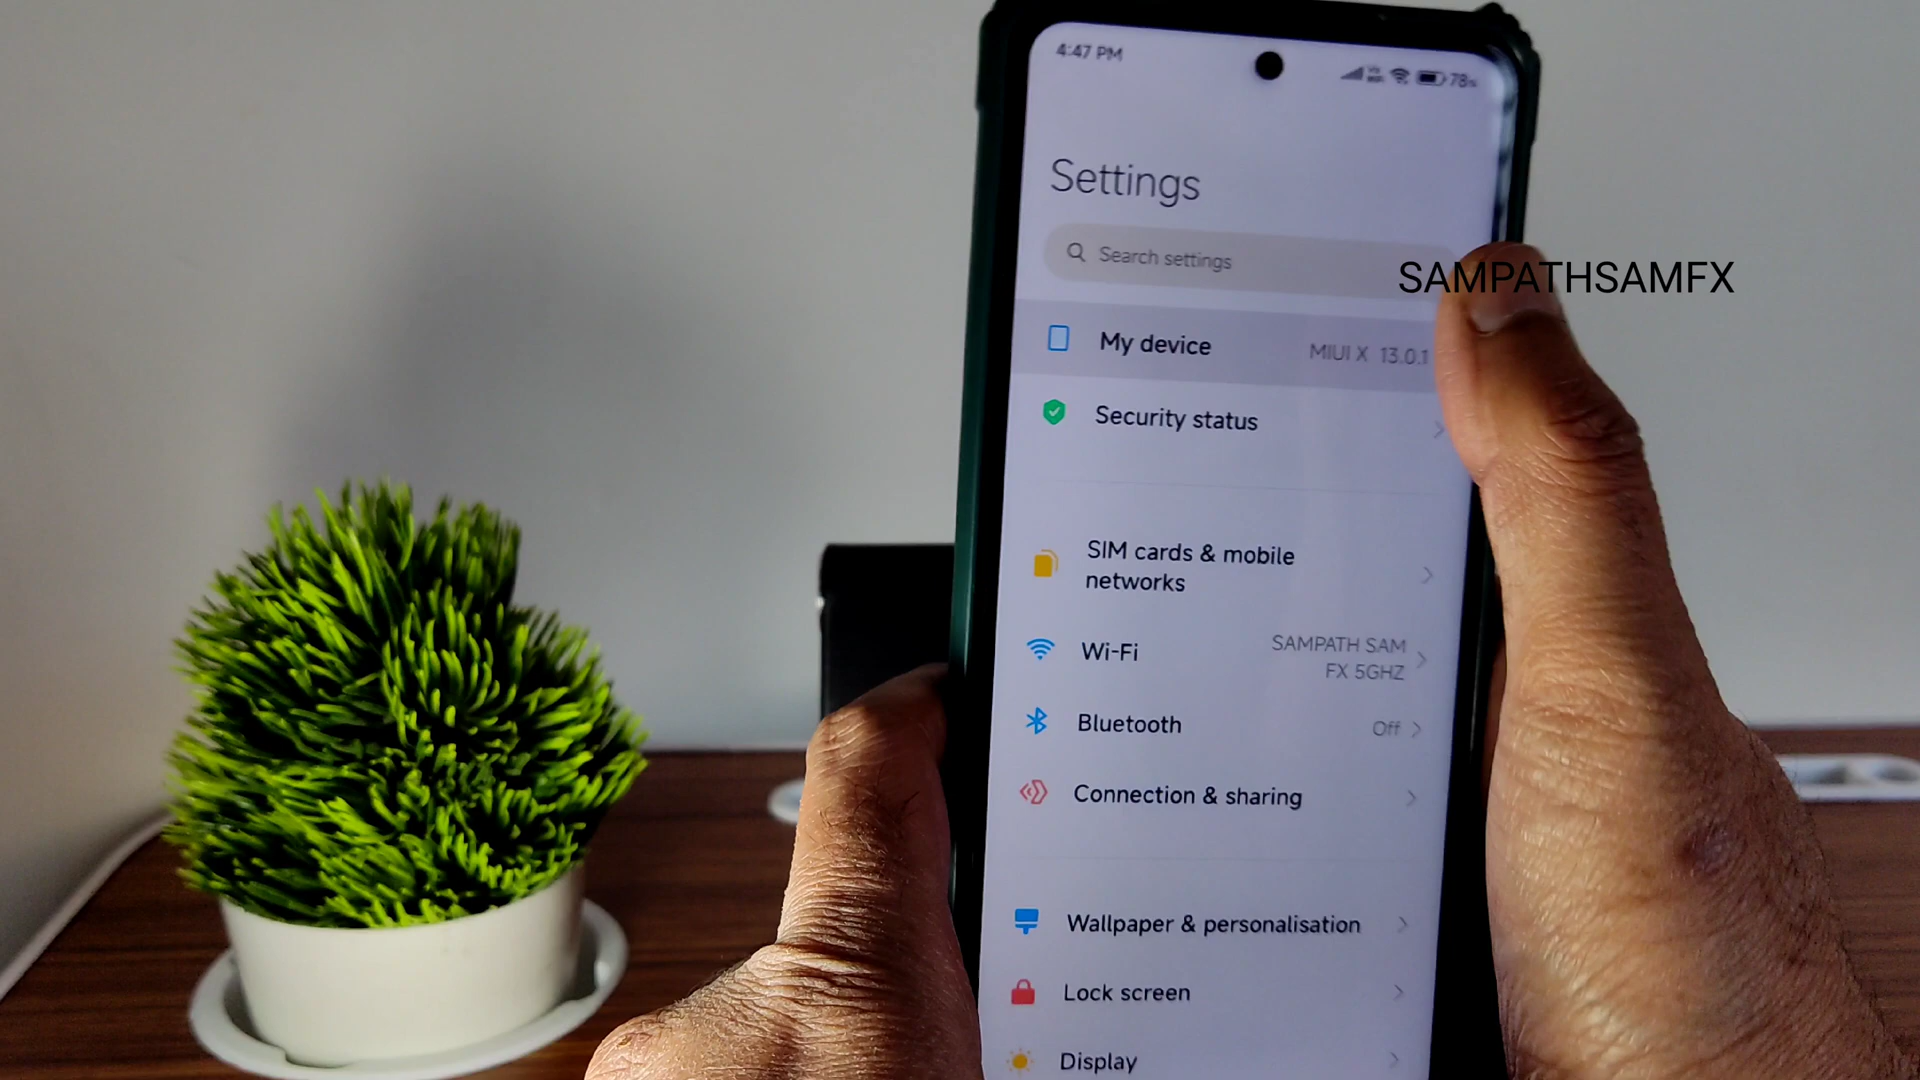 4:47 PM
78%
Settings
Search settings
SAMPATHSAMFX
My device
MIUI X 13.0.1
Security status
SIM cards & mobile
networks
Wi-Fi
SAMPATH SAM
FX 5GHZ
Bluetooth
Off
Connection & sharing
Wallpaper & personalisation
Lock screen
Display